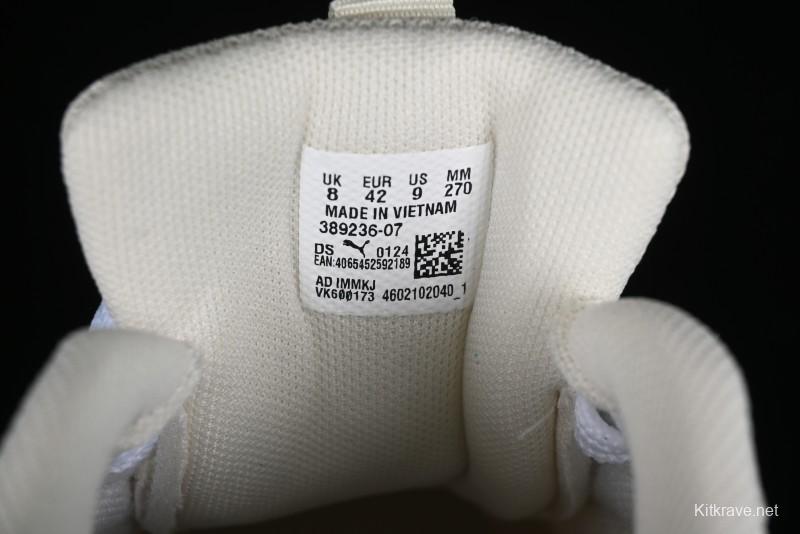 UK EUR US MM
8 42 9 270
MADE IN VIETNAM
389236-07
DS 0124
EAN:4065452592189
AD IMMKJ
VK600173 4602102040_1
Kitkrave.net